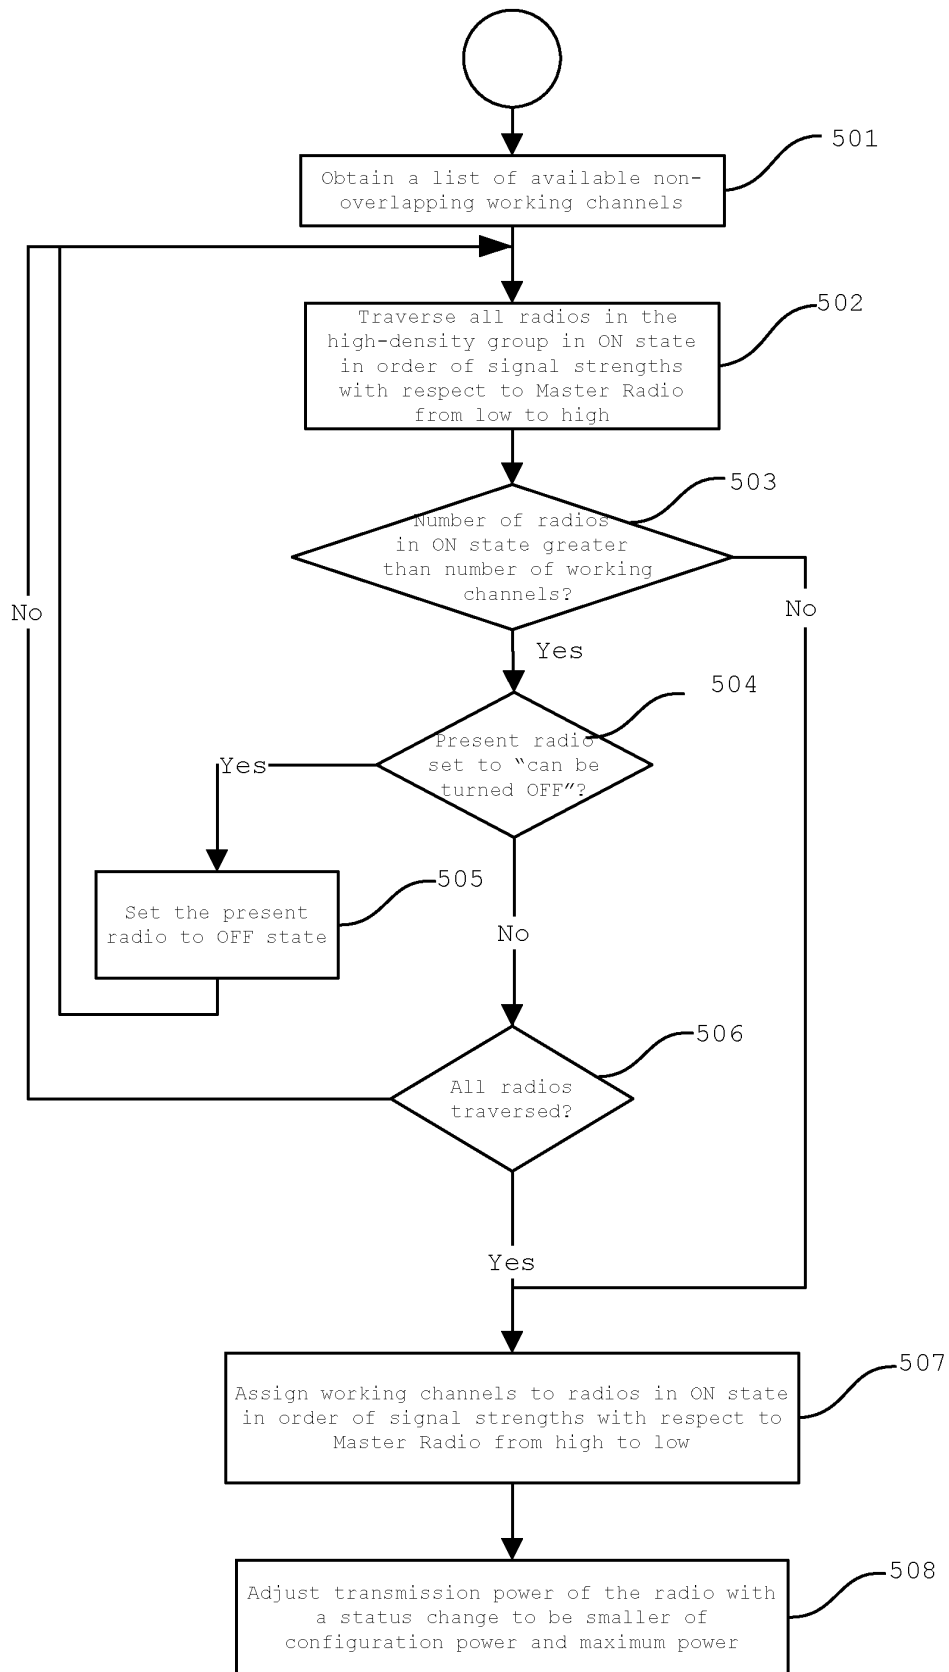 501
Obtain a list of available non-
overlapping working channels
502
Traverse all radios in the
high-density group in ON state
in order of signal strengths
with respect to Master Radio
from low to high
503
Number of radios
in ON state greater
than number of working
channels?
No
No
Yes
504
Present radio
set to “can be
turned OFF”?
Yes
505
Set the present
radio to OFF state
No
506
All radios
traversed?
Yes
507
Assign working channels to radios in ON state
in order of signal strengths with respect to
Master Radio from high to low
508
Adjust transmission power of the radio with
a status change to be smaller of
configuration power and maximum power